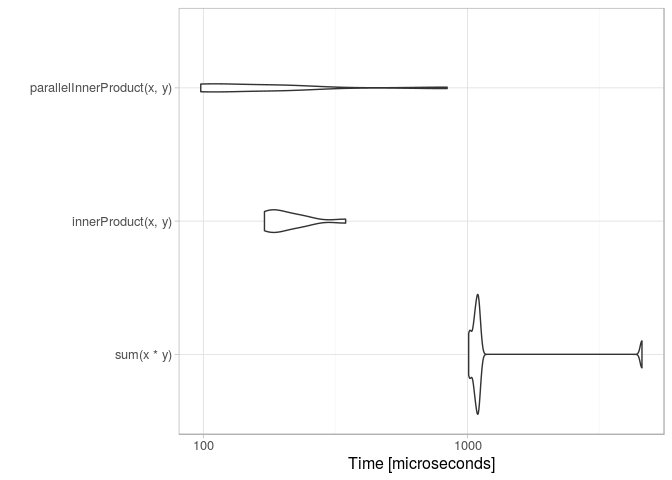 parallelInnerProduct(x, y)
innerProduct(x, y)
sum(x * y)
100 1000
Time [microseconds]